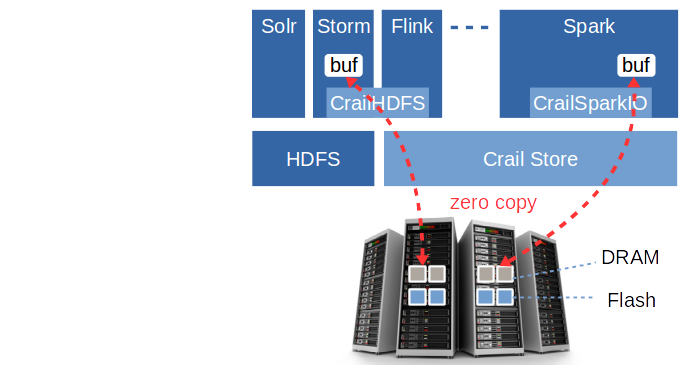 Solr
Storm
Flink
Spark
buf
buf
CrailHDFS
CrailSparkIO
HDFS
Crail Store
zero copy
DRAM
Flash